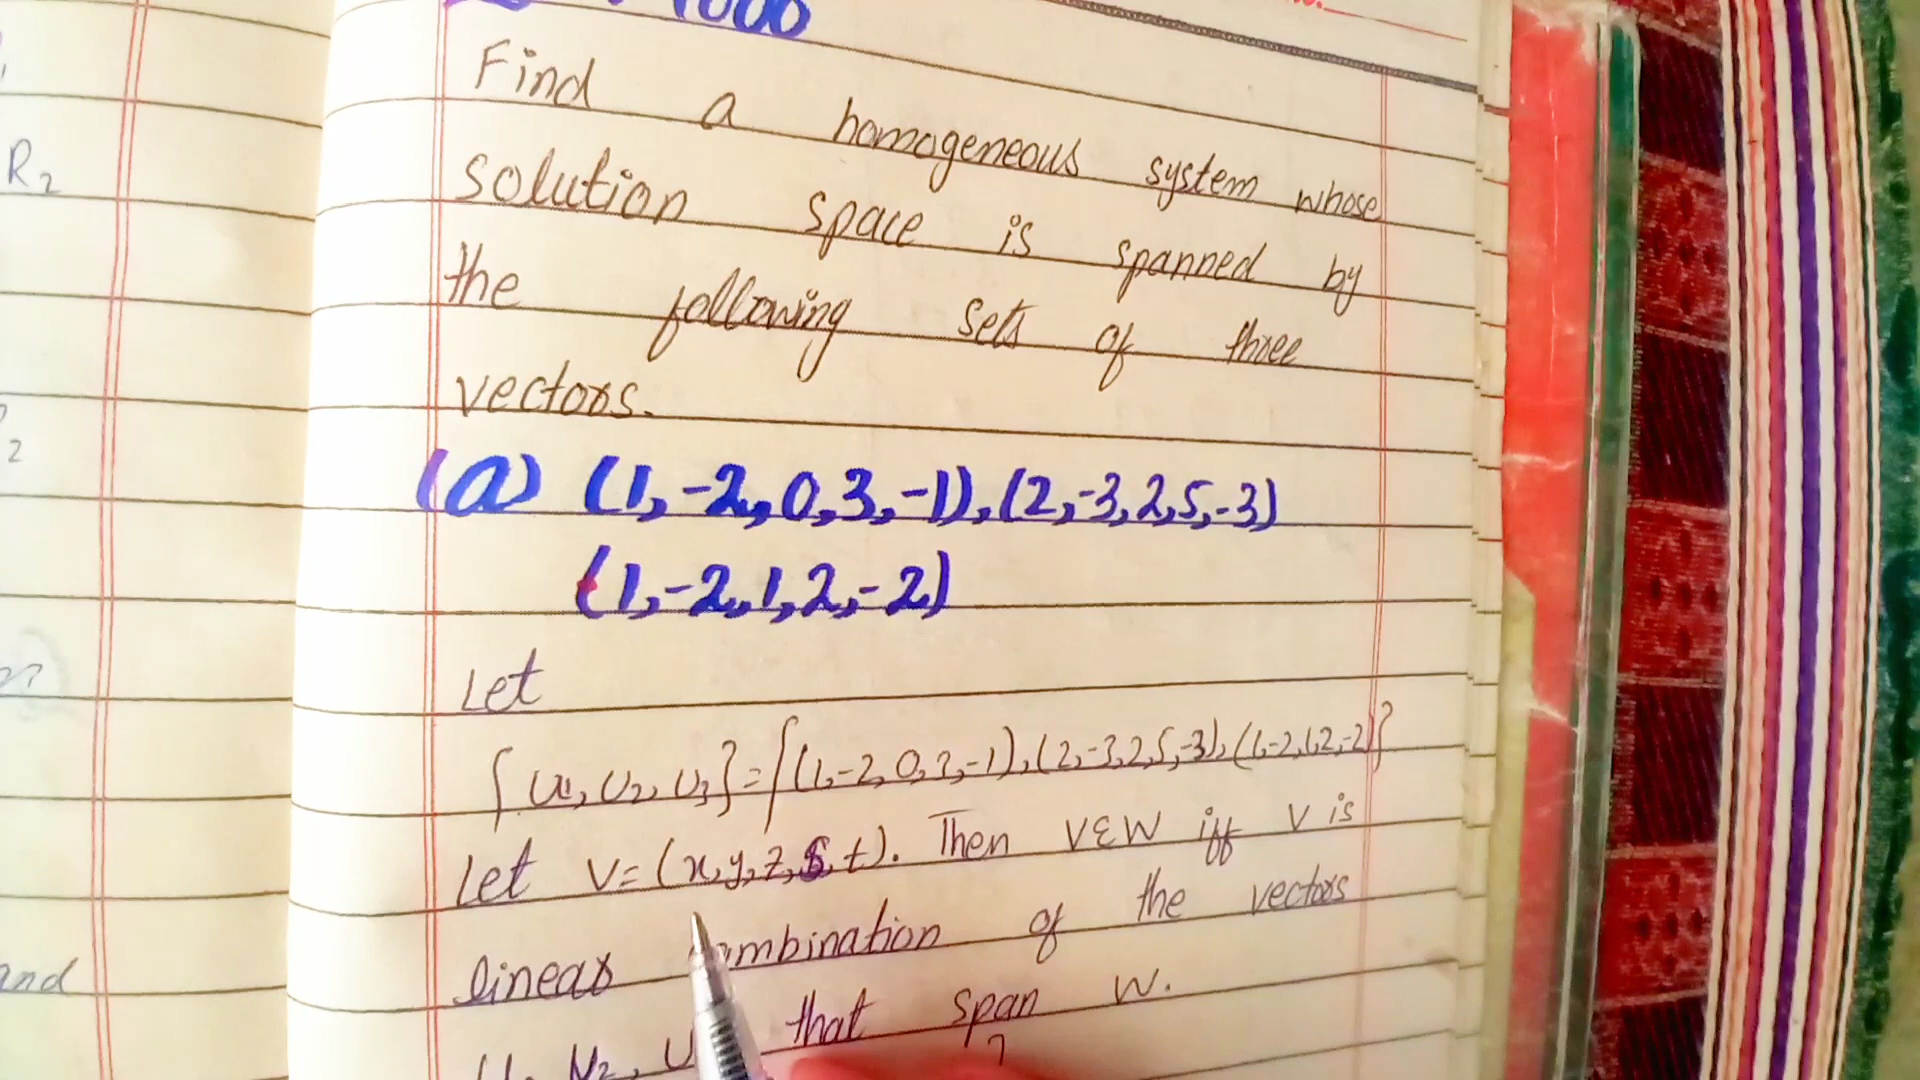 R2
2
and
Find a homogeneous system whose
solution space is spanned by
the following sets of three
vectors.
(a) (1,-2,0,3,-1),(2,-3,2,5,-3)
(1,-2,1,2,-2)
Let
{u1,u2,u3}={(1,-2,0,3,-1),(2,-3,2,5,-3),(1,-2,1,2,-2)}
Let v=(x,y,z,s,t). Then v∈W iff v is
linear combination of the vectors
that span W.